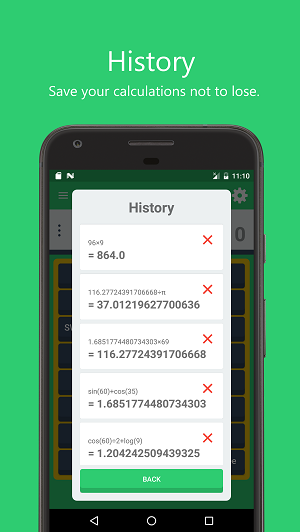 History
Save your calculations not to lose.
11:10
0
History
96×9
= 864.0
116.27724391706668÷π
= 37.01219627700636
1.6851774480734303×69
= 116.27724391706668
sin(60)+cos(35)
= 1.6851774480734303
cos(60)÷2+log(9)
= 1.204242509439325
BACK